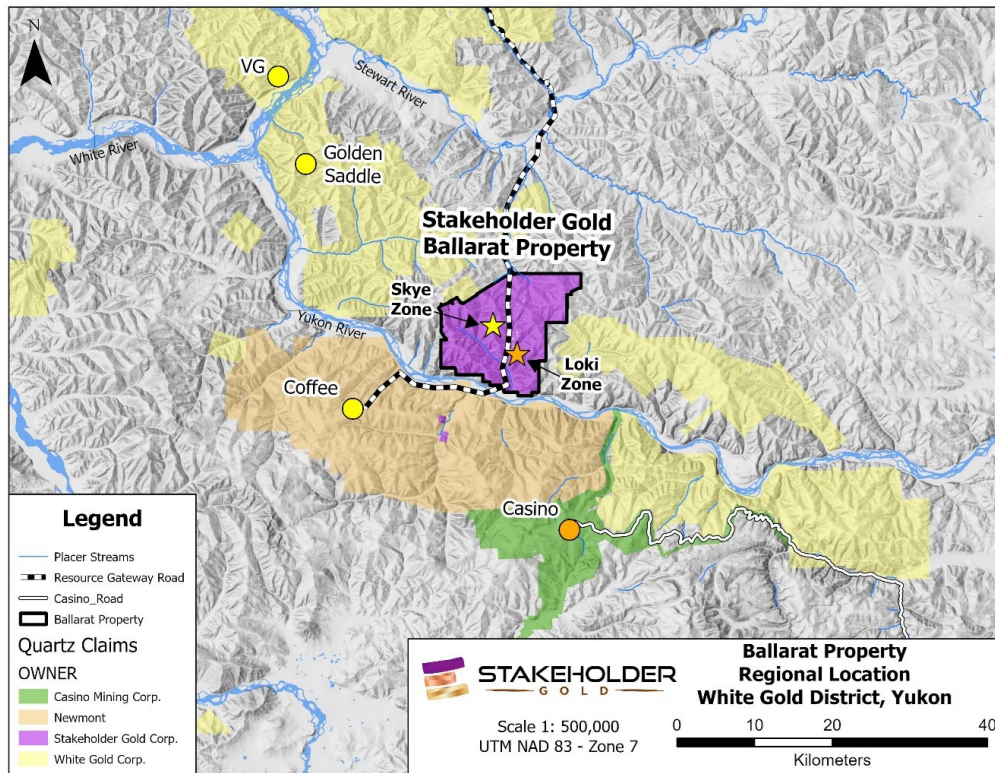 N
VG
Stewart River
White River
Golden
Saddle
Stakeholder Gold
Ballarat Property
Skye
Zone
Yukon River
Loki
Zone
Coffee
Casino
Legend
Placer Streams
Resource Gateway Road
Casino_Road
Ballarat Property
Quartz Claims
OWNER
Casino Mining Corp.
Newmont
Stakeholder Gold Corp.
White Gold Corp.
STAKEHOLDER
GOLD
Scale 1: 500,000
UTM NAD 83 - Zone 7
Ballarat Property
Regional Location
White Gold District, Yukon
0 10 20 40
Kilometers